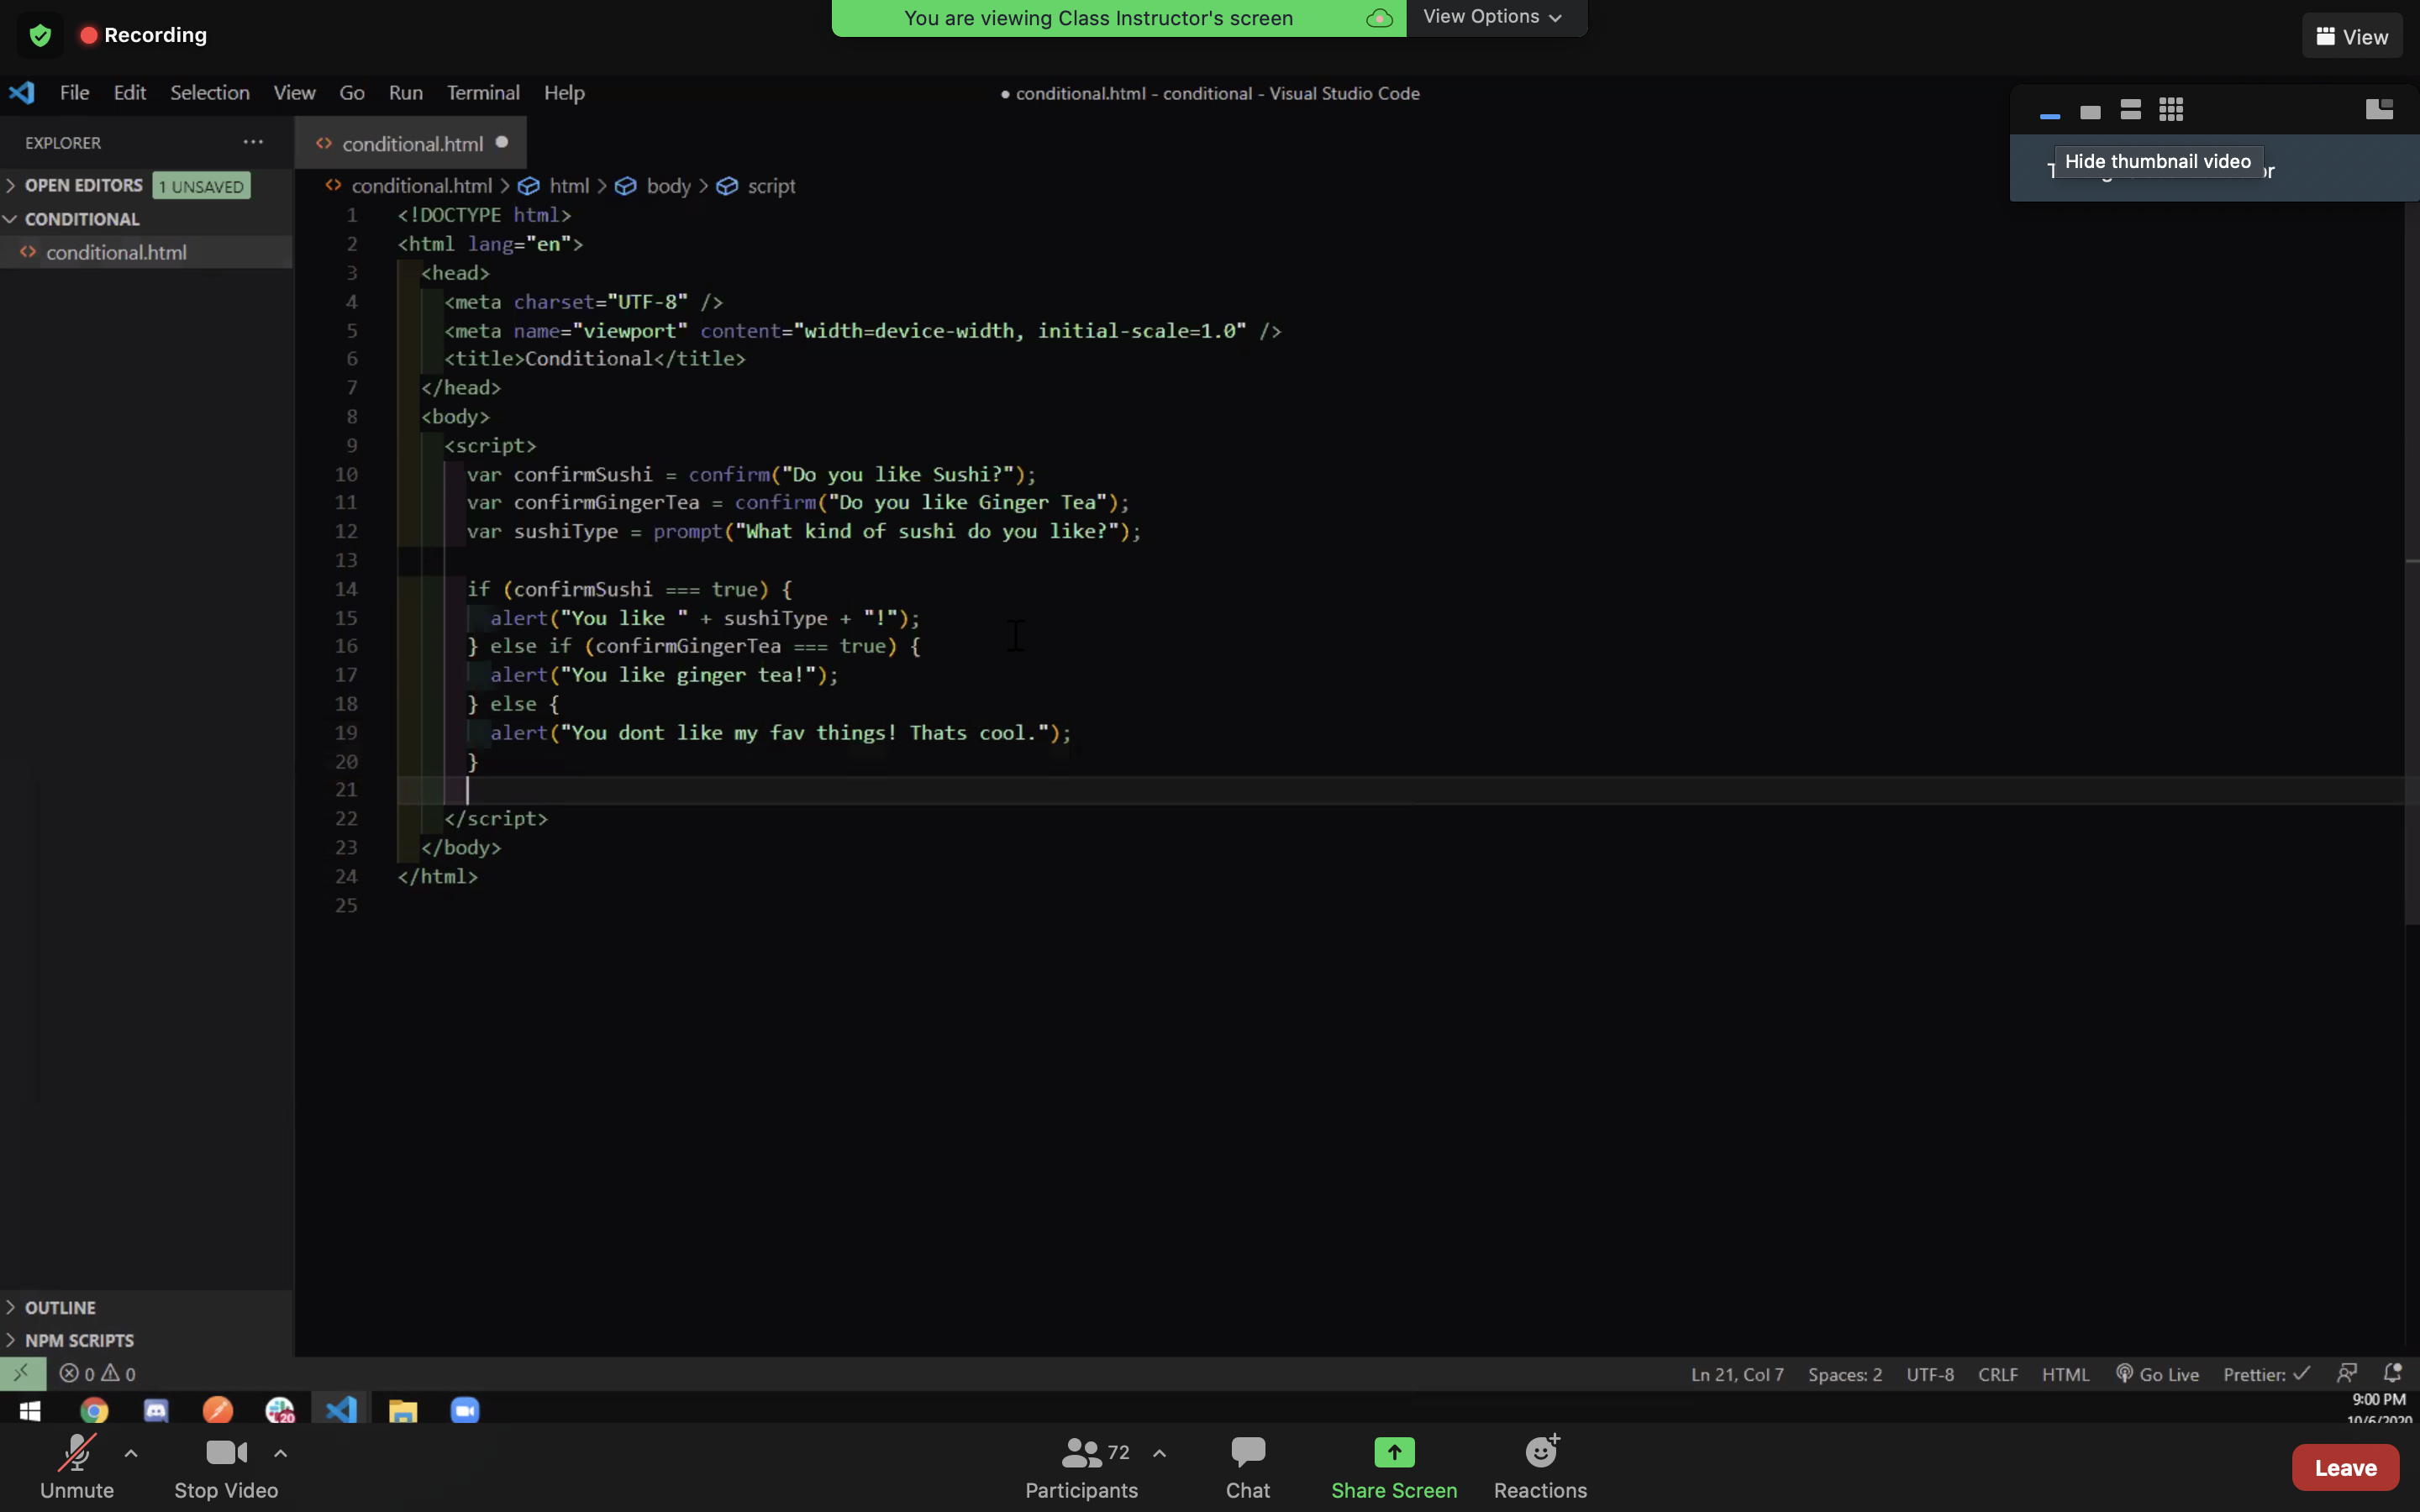 Recording
You are viewing Class Instructor's screen
View Options
View
File Edit Selection View Go Run Terminal Help
● conditional.html - conditional - Visual Studio Code
EXPLORER
conditional.html
Hide thumbnail video
OPEN EDITORS 1 UNSAVED
conditional.html > html > body > script
CONDITIONAL
conditional.html
1 <!DOCTYPE html>
2 <html lang="en">
3 <head>
4 <meta charset="UTF-8" />
5 <meta name="viewport" content="width=device-width, initial-scale=1.0" />
6 <title>Conditional</title>
7 </head>
8 <body>
9 <script>
10 var confirmSushi = confirm("Do you like Sushi?");
11 var confirmGingerTea = confirm("Do you like Ginger Tea");
12 var sushiType = prompt("What kind of sushi do you like?");
13
14 if (confirmSushi === true) {
15 alert("You like " + sushiType + "!");
16 } else if (confirmGingerTea === true) {
17 alert("You like ginger tea!");
18 } else {
19 alert("You dont like my fav things! Thats cool.");
20 }
21
22 </script>
23 </body>
24 </html>
25
OUTLINE
NPM SCRIPTS
0 0
Ln 21, Col 7 Spaces: 2 UTF-8 CRLF HTML Go Live Prettier: ✓
20
9:00 PM
10/6/2020
Unmute
Stop Video
72
Participants
Chat
Share Screen
Reactions
Leave